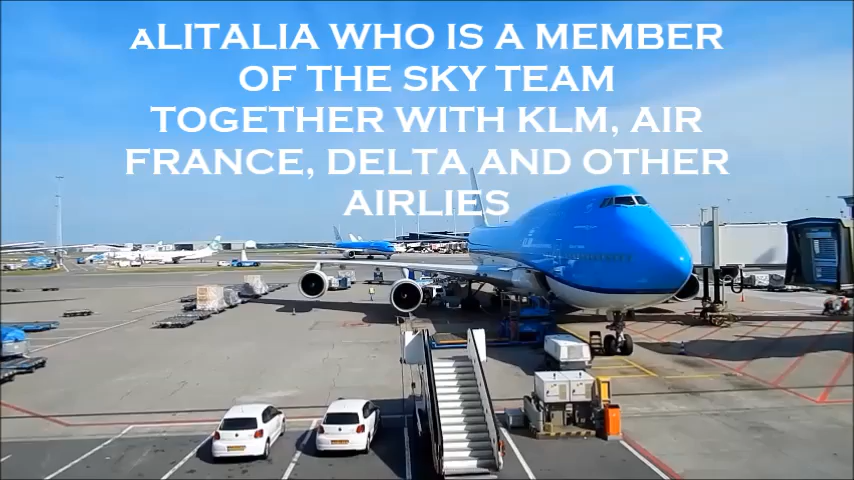 ALITALIA WHO IS A MEMBER
OF THE SKY TEAM
TOGETHER WITH KLM, AIR
FRANCE, DELTA AND OTHER
AIRLIES